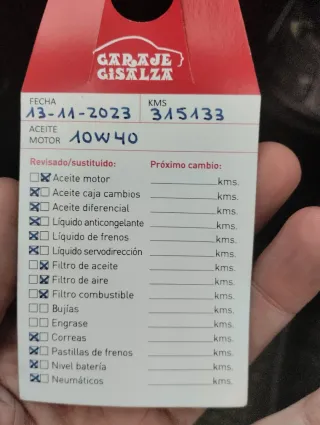 GARAJE
GISALZA
FECHA KMS
13-11-2023 315133
ACEITE
MOTOR 10W40
Revisado/sustituido: Próximo cambio:
Aceite motor kms.
Aceite caja cambios kms.
Aceite diferencial kms.
Líquido anticongelante kms.
Líquido de frenos kms.
Líquido servodirección kms.
Filtro de aceite kms.
Filtro de aire kms.
Filtro combustible kms.
Bujías kms.
Engrase kms.
Correas kms.
Pastillas de frenos kms.
Nivel batería kms.
Neumáticos kms.